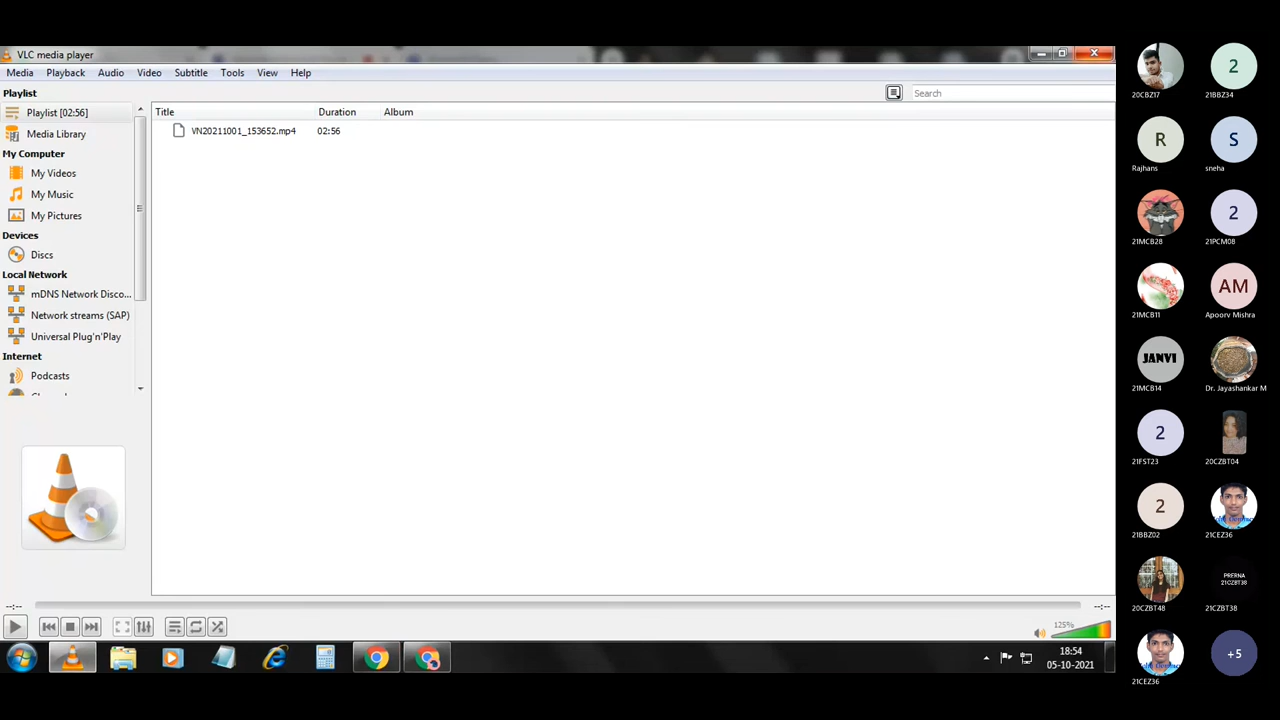 VLC media player
Media Playback Audio Video Subtitle Tools View Help
Playlist
Search
Playlist [02:56]
Media Library
My Computer
My Videos
My Music
My Pictures
Devices
Discs
Local Network
mDNS Network Disco...
Network streams (SAP)
Universal Plug'n'Play
Internet
Podcasts
Title Duration Album
VN20211001_153652.mp4 02:56
--:-- --:--
125%
18:54
05-10-2021
2
20CBZ17 21BBZ34
R S
Rajhans sneha
2
21MCB28 21PCM08
AM
21MCB11 Apoorv Mishra
JANVI
21MCB14 Dr. Jayashankar M
2
21FST23 20CZBT04
2
21BBZ02 21CEZ36
PRERNA
21CZBT38
20CZBT48 21CZBT38
+5
21CEZ36